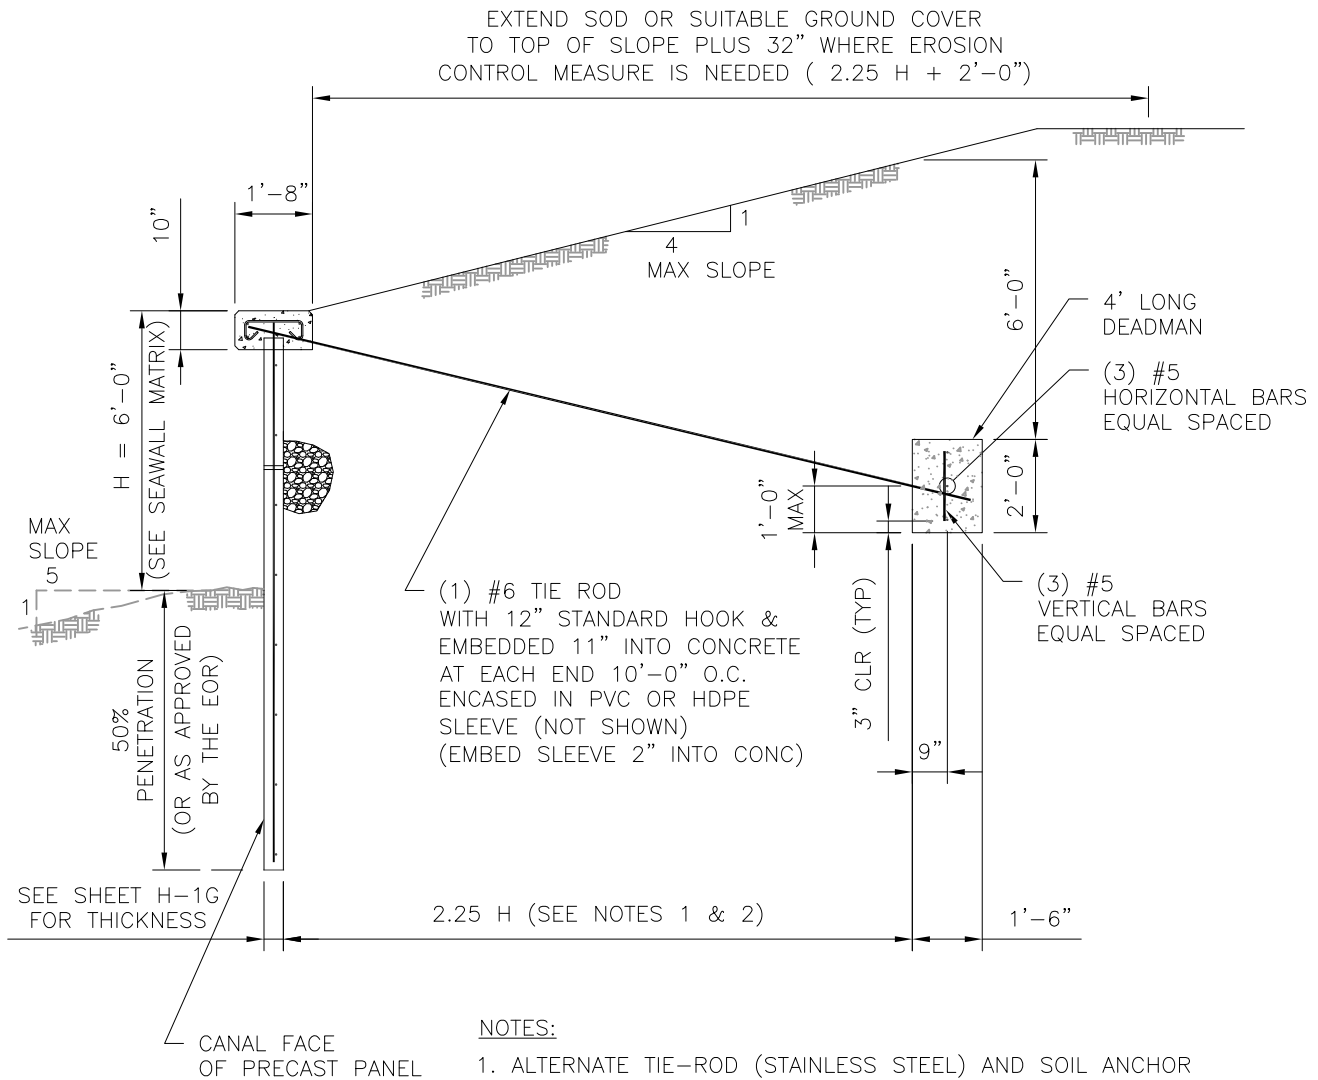 EXTEND SOD OR SUITABLE GROUND COVER
TO TOP OF SLOPE PLUS 32" WHERE EROSION
CONTROL MEASURE IS NEEDED ( 2.25 H + 2'-0")
1'-8"
10"
1
4
MAX SLOPE
6'-0"
4' LONG
DEADMAN
(3) #5
HORIZONTAL BARS
EQUAL SPACED
H = 6'-0"
(SEE SEAWALL MATRIX)
2'-0"
1'-0"
MAX
MAX
SLOPE
5
1
(3) #5
VERTICAL BARS
EQUAL SPACED
(1) #6 TIE ROD
WITH 12" STANDARD HOOK &
EMBEDDED 11" INTO CONCRETE
AT EACH END 10'-0" O.C.
ENCASED IN PVC OR HDPE
SLEEVE (NOT SHOWN)
(EMBED SLEEVE 2" INTO CONC)
3" CLR (TYP)
50%
PENETRATION
(OR AS APPROVED
BY THE EOR)
9"
SEE SHEET H-1G
FOR THICKNESS
2.25 H (SEE NOTES 1 & 2)
1'-6"
CANAL FACE
OF PRECAST PANEL
NOTES:
1. ALTERNATE TIE-ROD (STAINLESS STEEL) AND SOIL ANCHOR